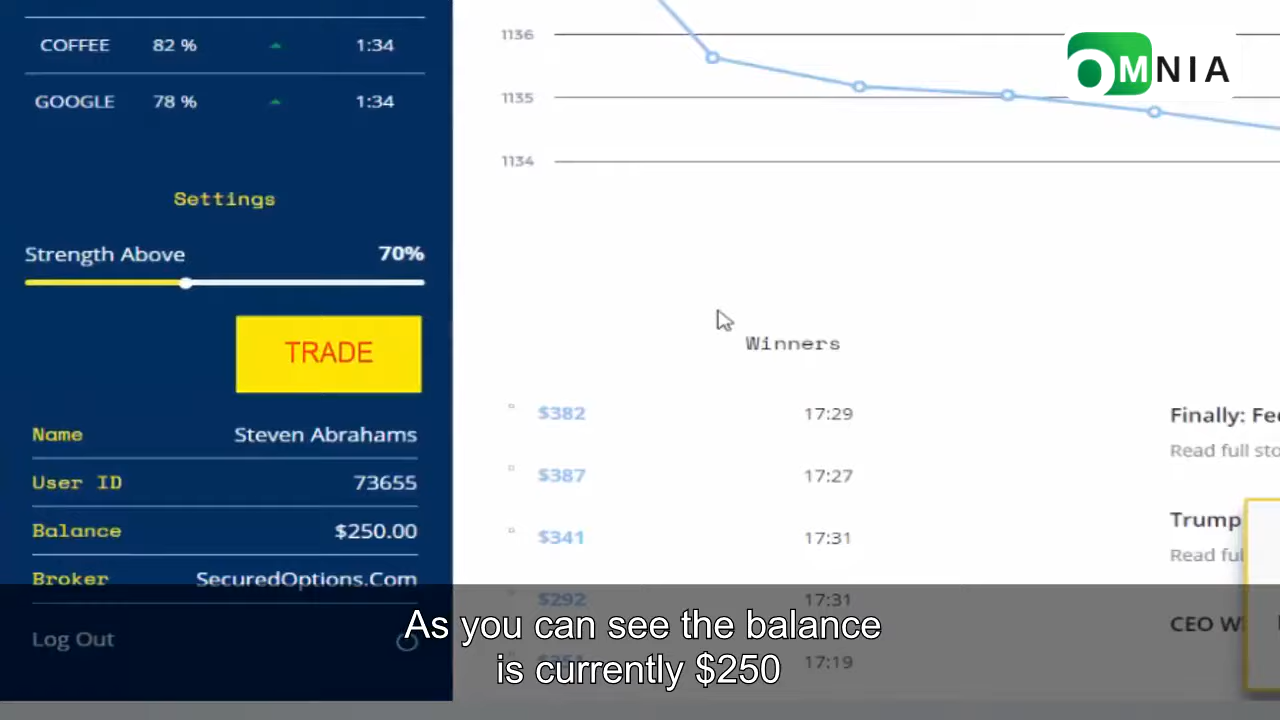 OMNIA
COFFEE 82 % 1:34
GOOGLE 78 % 1:34
Settings
Strength Above 70%
TRADE
Name Steven Abrahams
User ID 73655
Balance $250.00
Broker SecuredOptions.Com
Log Out
1136
1135
1134
Winners
$382 17:29
$387 17:27
$341 17:31
$292 17:31
17:19
Finally: Fe
Read full sto
Trump
Read ful
CEO W
As you can see the balance
is currently $250